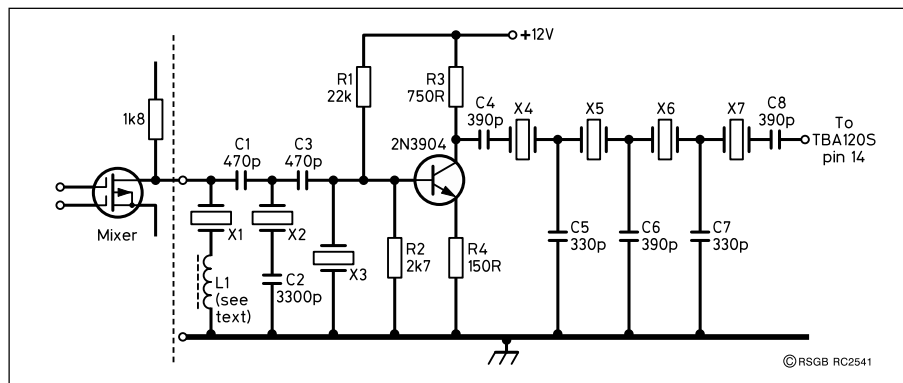 +12V
R1
22k
R3
750R
1k8
C4
390p
X4
X5
X6
X7
C8
390p
To
TBA120S
pin 14
C1
470p
C3
470p
2N3904
Mixer
X1
X2
X3
L1
(see
text)
C2
3300p
R2
2k7
R4
150R
C5
330p
C6
390p
C7
330p
©RSGB RC2541